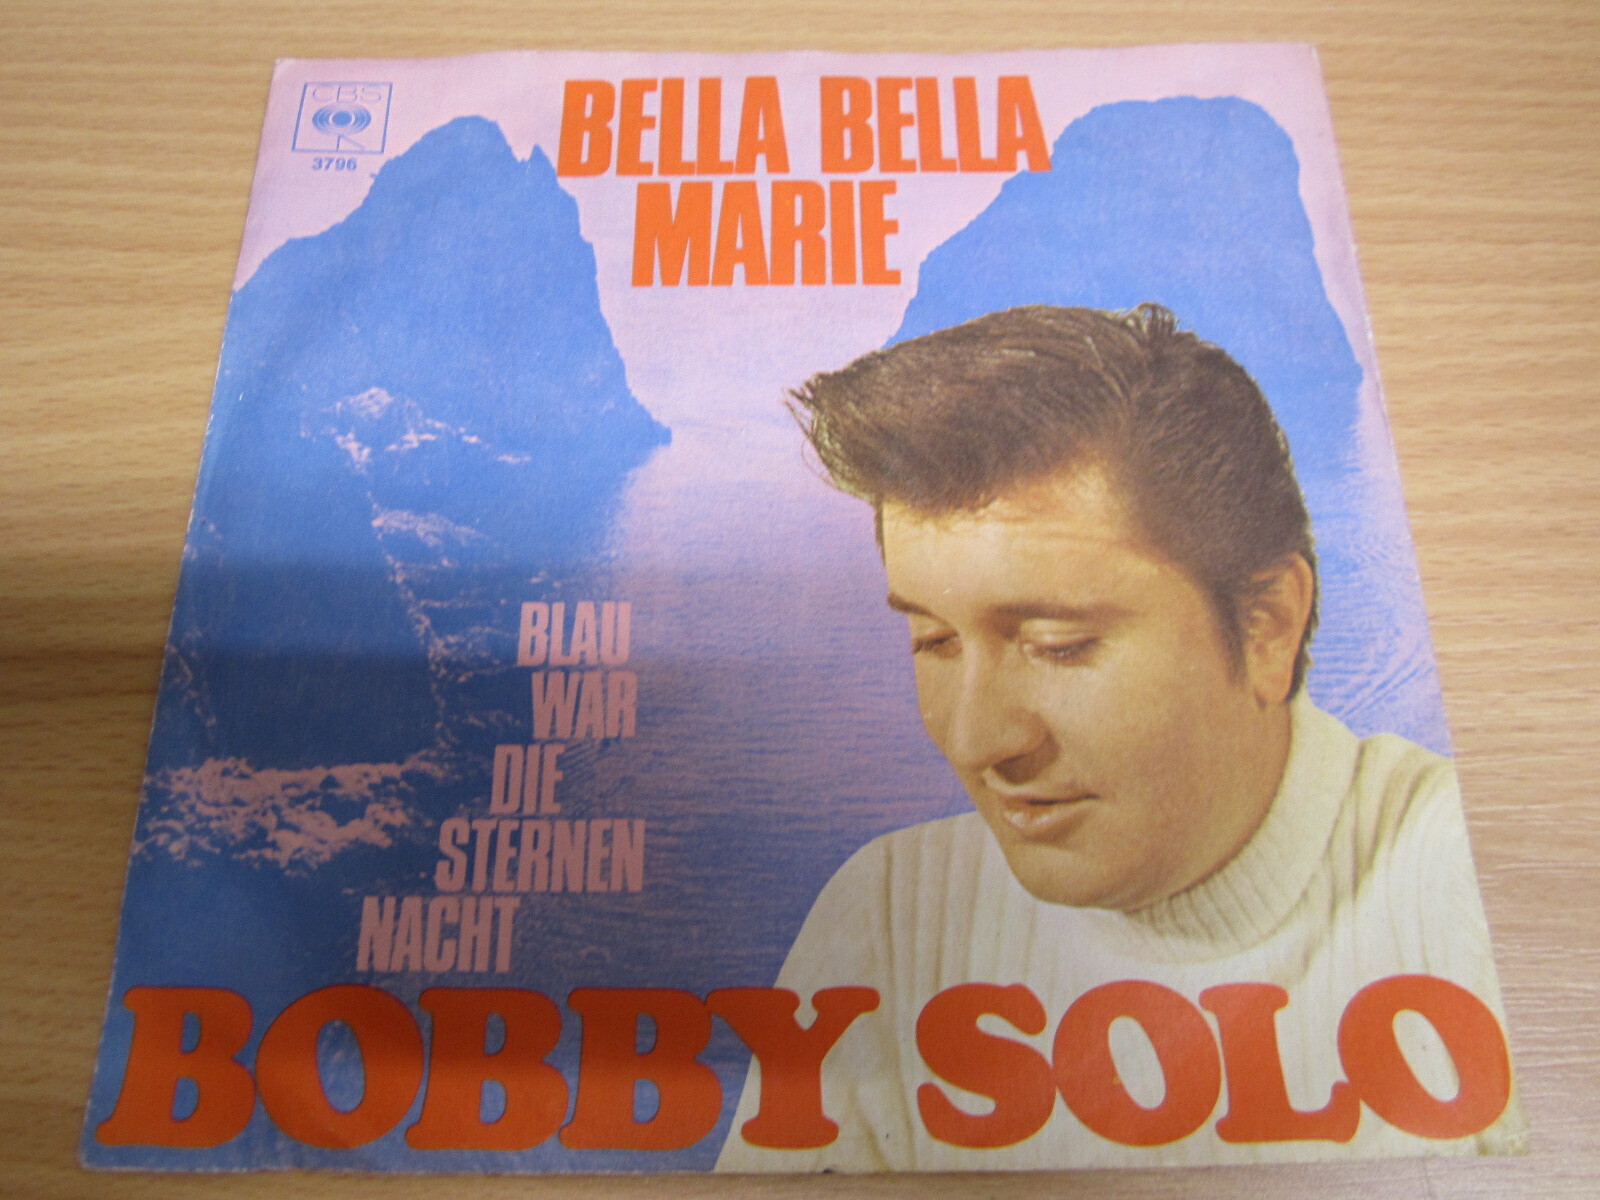 CBS
3796
BELLA BELLA
MARIE
BLAU
WAR
DIE
STERNEN
NACHT
BOBBY SOLO